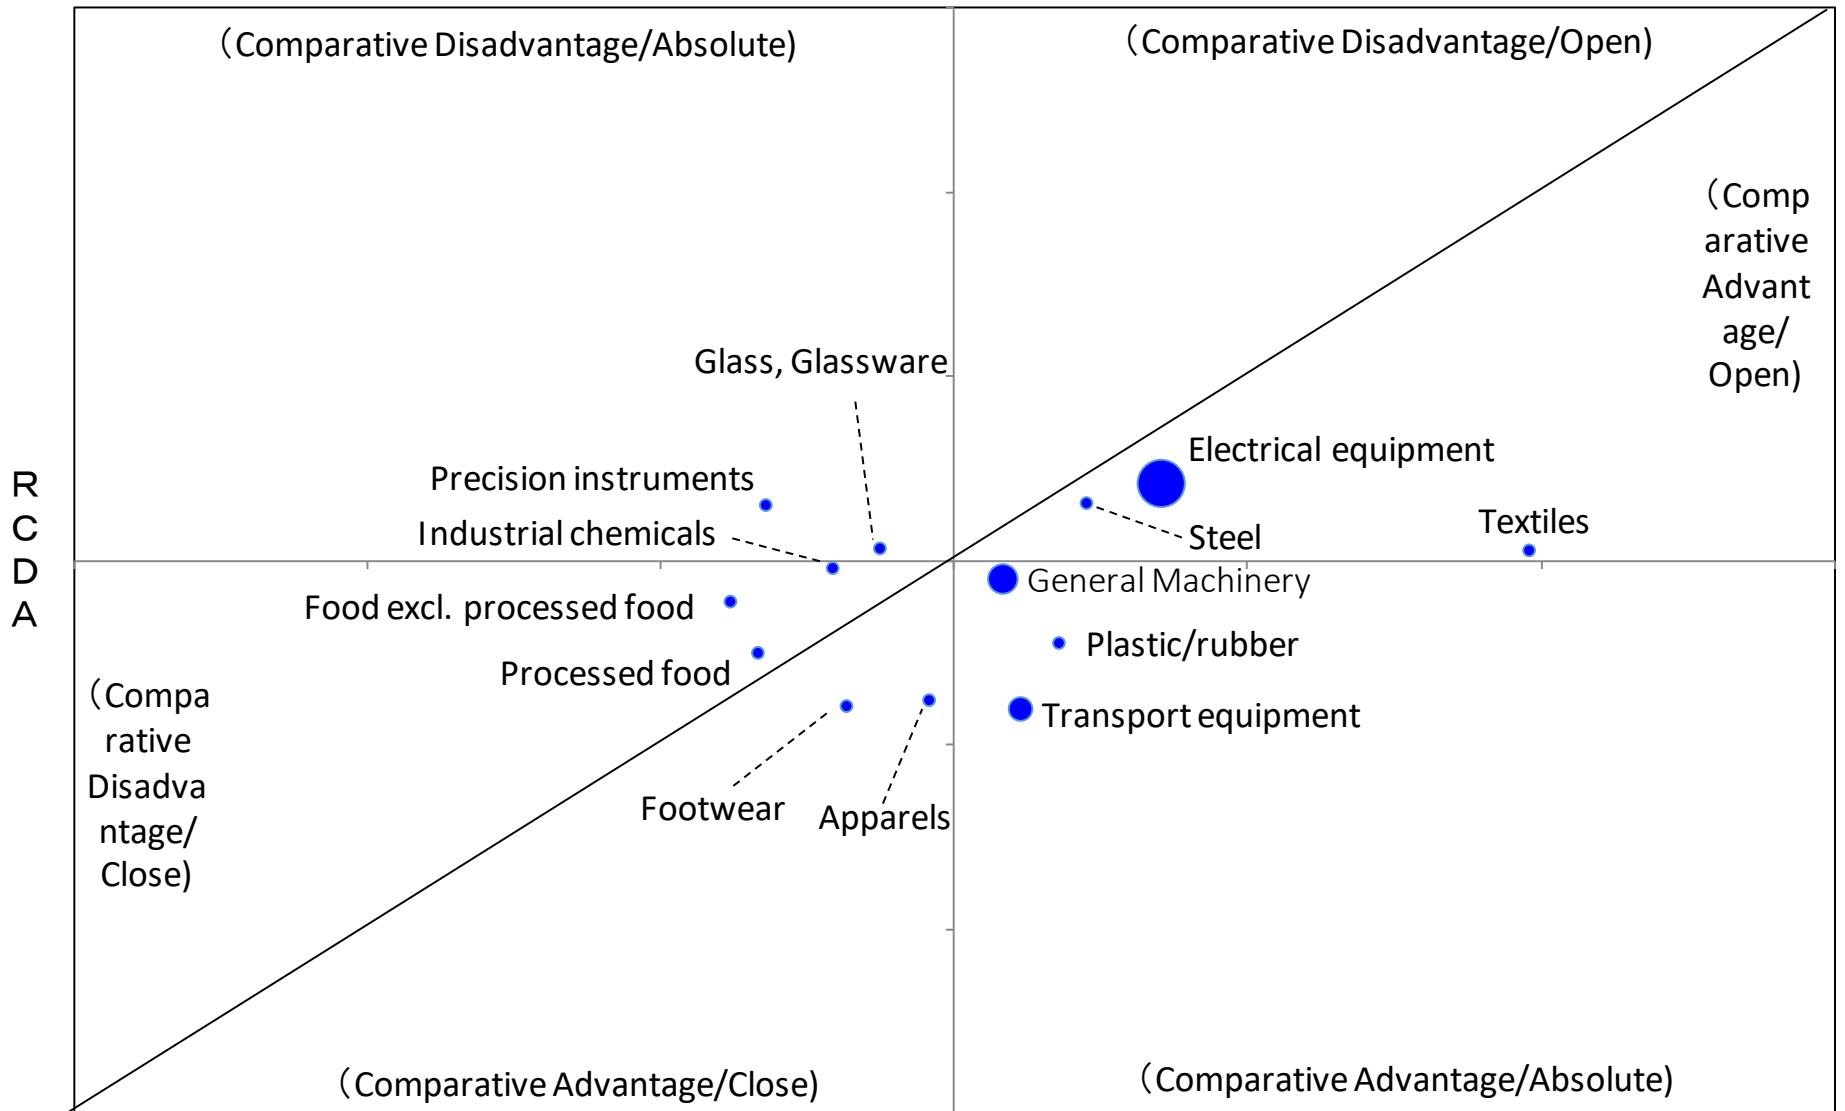 （Comparative Disadvantage/Absolute)
（Comparative Disadvantage/Open)
（Comp
arative
Advant
age/
Open)
Glass, Glassware
Electrical equipment
Precision instruments
Industrial chemicals
Steel
Textiles
R
C
D
A
General Machinery
Food excl. processed food
Plastic/rubber
Processed food
Transport equipment
（Compa
rative
Disadva
ntage/
Close)
Footwear
Apparels
（Comparative Advantage/Close)
（Comparative Advantage/Absolute)